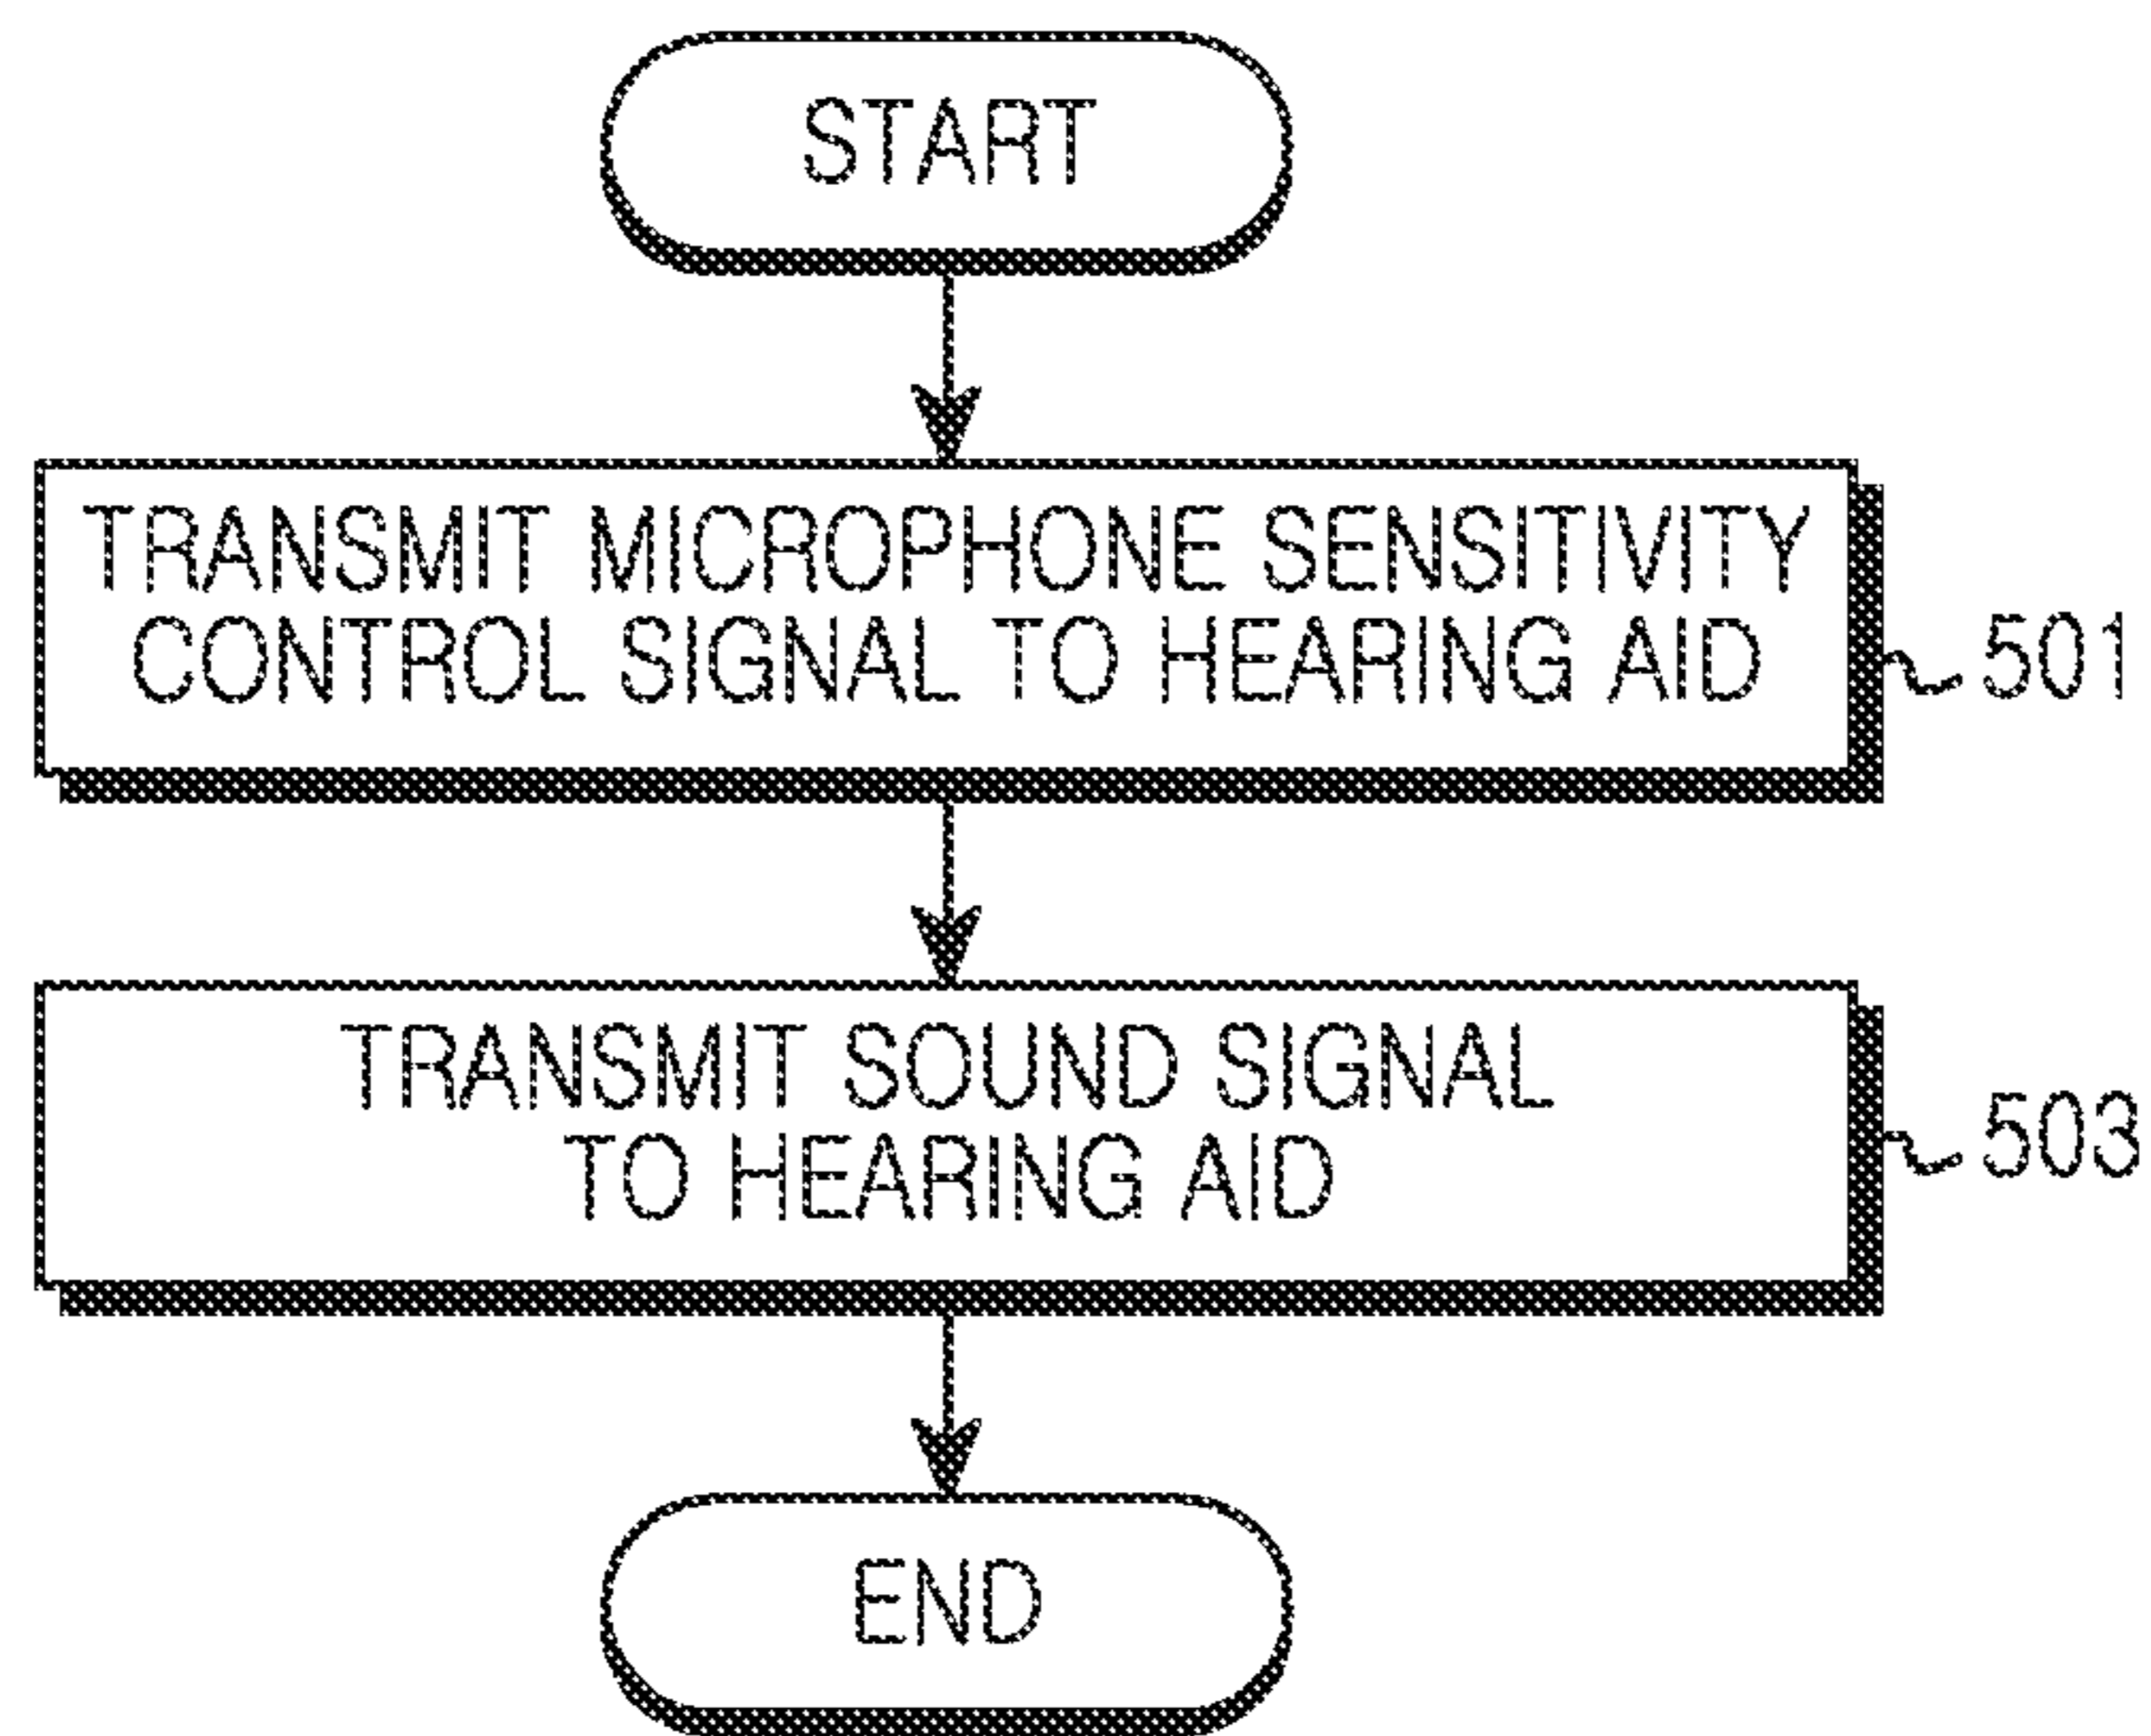 START
TRANSMIT MICROPHONE SENSITIVITY
CONTROL SIGNAL TO HEARING AID
501
TRANSMIT SOUND SIGNAL
TO HEARING AID
503
END